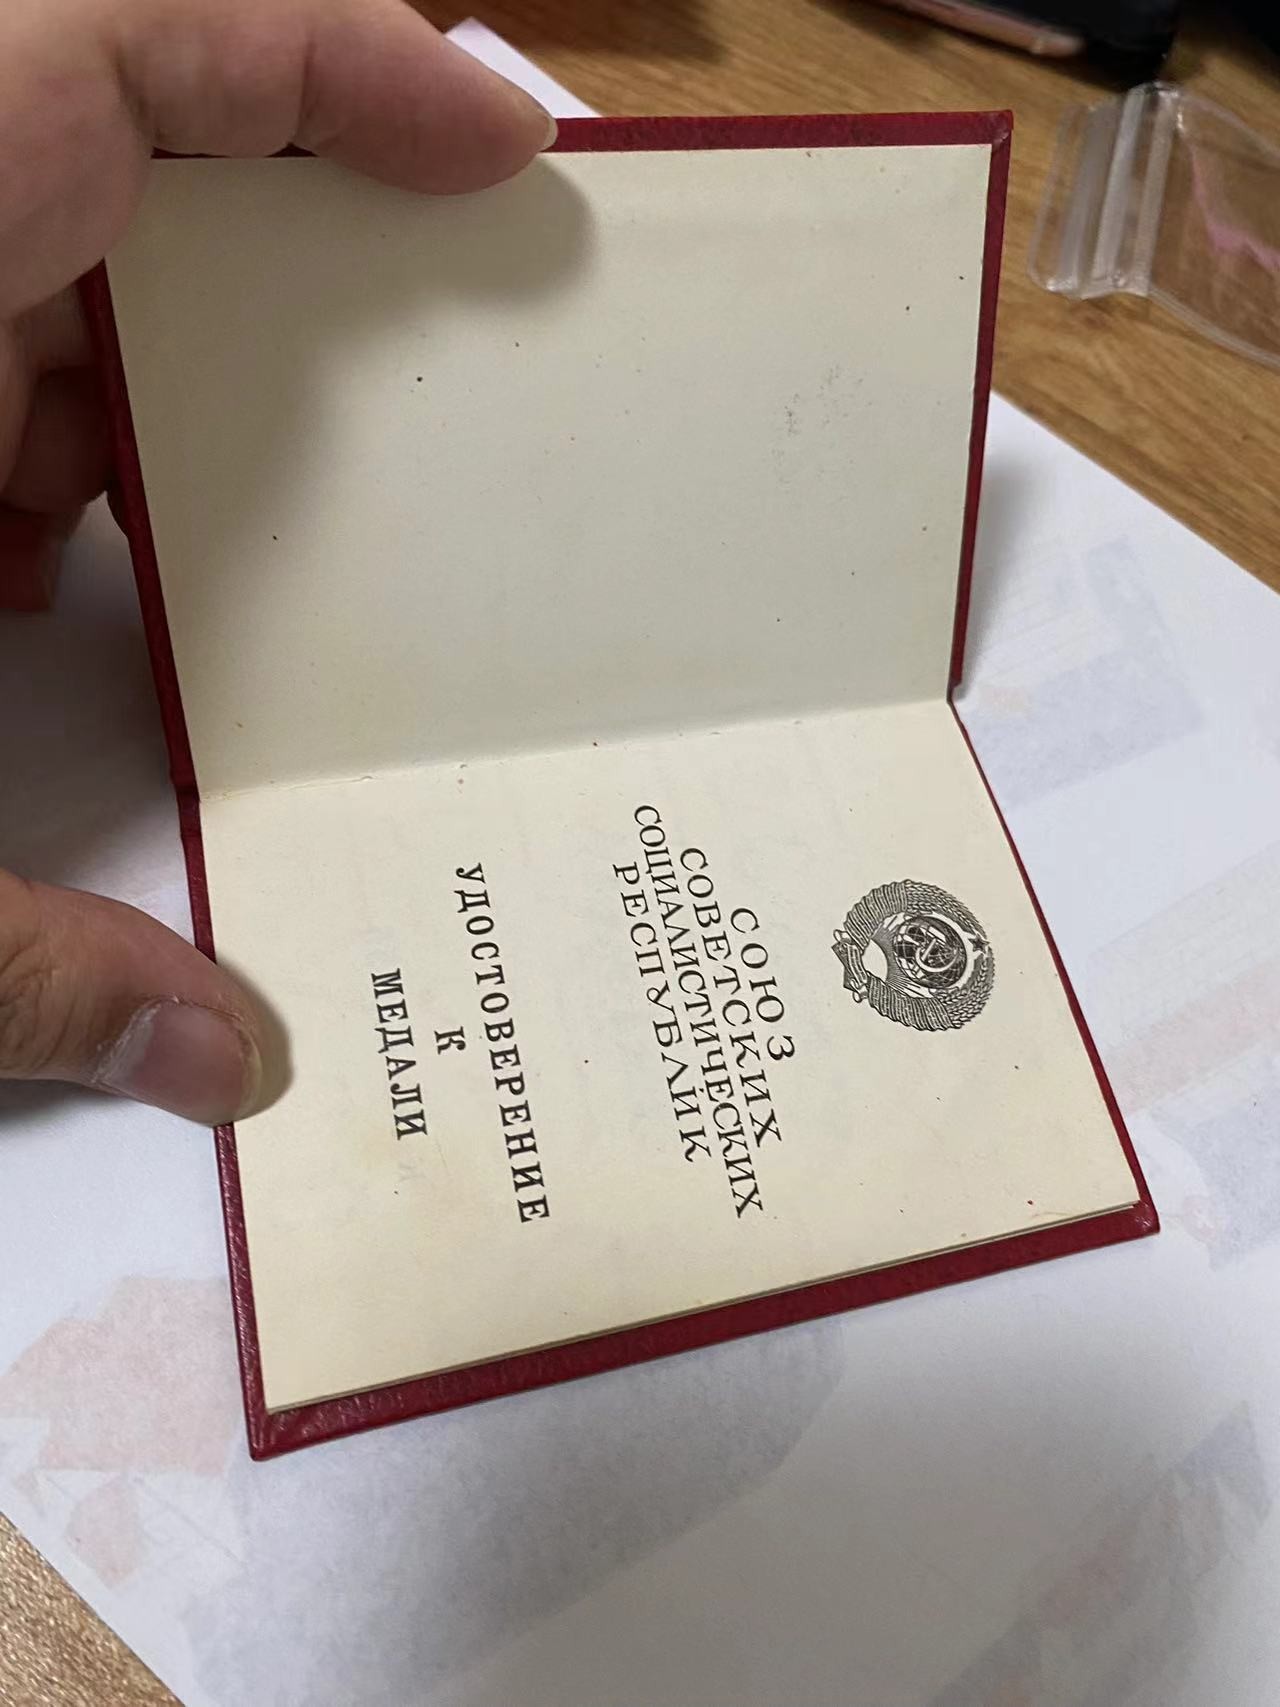 СОЮЗ
СОВЕТСКИХ
СОЦИАЛИСТИЧЕСКИХ
РЕСПУБЛИК
УДОСТОВЕРЕНИЕ
К
МЕДАЛИ